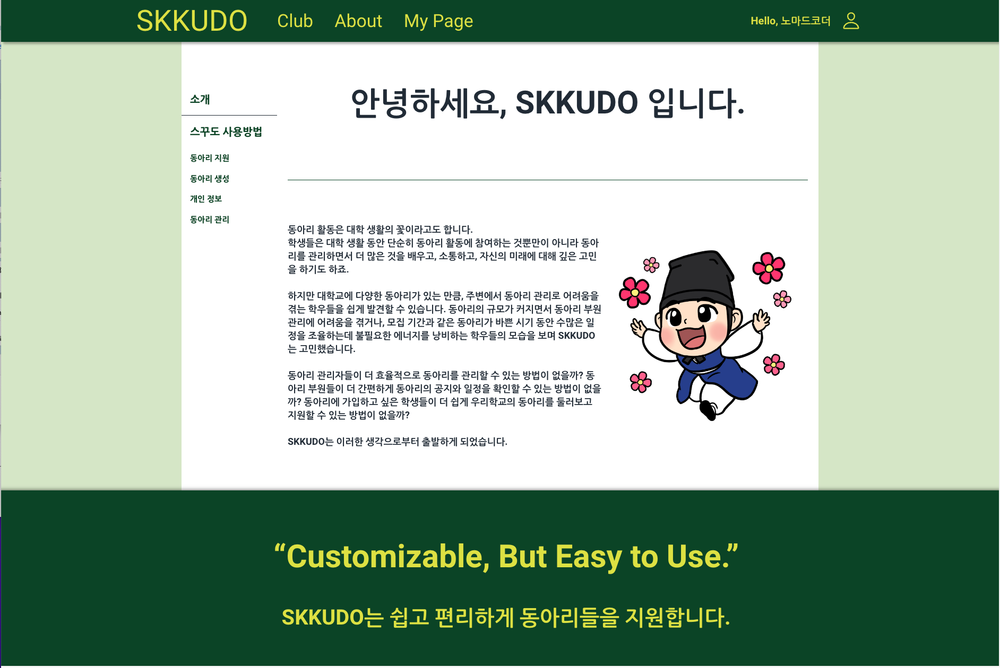 SKKUDO Club About My Page Hello, 노마드코더
소개
스꾸도 사용방법
동아리 지원
동아리 생성
개인 정보
동아리 관리
안녕하세요, SKKUDO 입니다.
동아리 활동은 대학 생활의 꽃이라고도 합니다.
학생들은 대학 생활 동안 단순히 동아리 활동에 참여하는 것뿐만이 아니라 동아
리를 관리하면서 더 많은 것을 배우고, 소통하고, 자신의 미래에 대해 깊은 고민
을 하기도 하죠.
하지만 대학교에 다양한 동아리가 있는 만큼, 주변에서 동아리 관리로 어려움을
겪는 학우들을 쉽게 발견할 수 있습니다. 동아리의 규모가 커지면서 동아리 부원
관리에 어려움을 겪거나, 모집 기간과 같은 동아리가 바쁜 시기 동안 수많은 일
정을 조율하는데 불필요한 에너지를 낭비하는 학우들의 모습을 보며 SKKUDO
는 고민했습니다.
동아리 관리자들이 더 효율적으로 동아리를 관리할 수 있는 방법이 없을까? 동
아리 부원들이 더 간편하게 동아리의 공지와 일정을 확인할 수 있는 방법이 없을
까? 동아리에 가입하고 싶은 학생들이 더 쉽게 우리학교의 동아리를 둘러보고
지원할 수 있는 방법이 없을까?
SKKUDO는 이러한 생각으로부터 출발하게 되었습니다.
“Customizable, But Easy to Use.”
SKKUDO는 쉽고 편리하게 동아리들을 지원합니다.